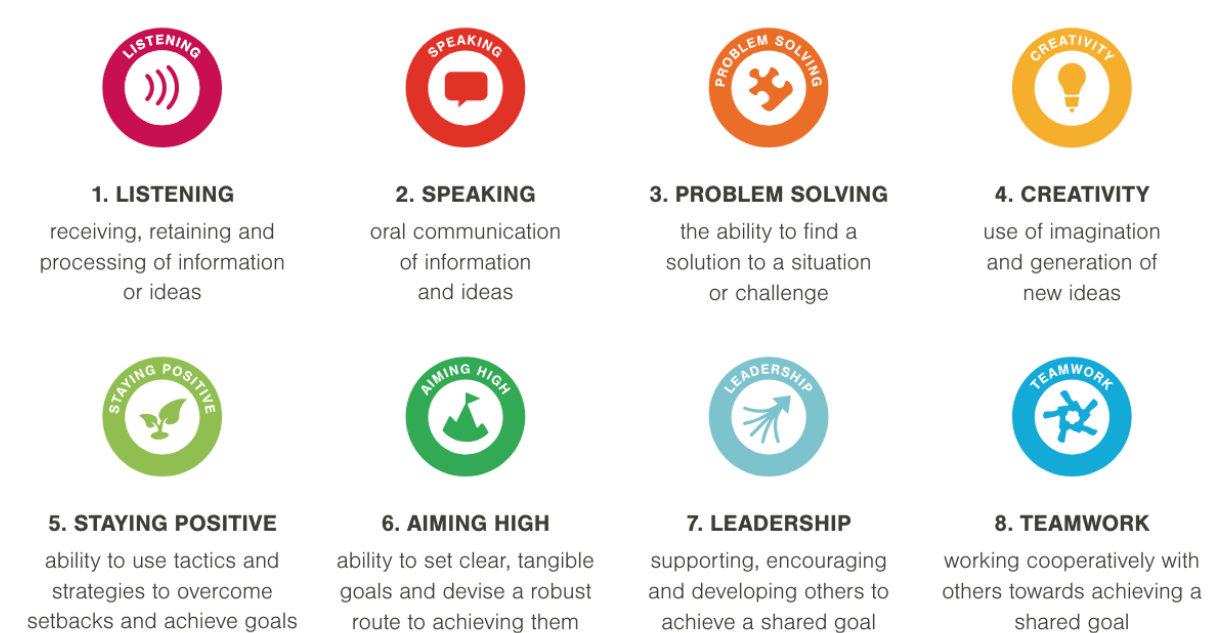 LISTENING
SPEAKING
PROBLEM SOLVING
CREATIVITY
1. LISTENING
receiving, retaining and
processing of information
or ideas
2. SPEAKING
oral communication
of information
and ideas
3. PROBLEM SOLVING
the ability to find a
solution to a situation
or challenge
4. CREATIVITY
use of imagination
and generation of
new ideas
STAYING POSITIVE
AIMING HIGH
LEADERSHIP
TEAMWORK
5. STAYING POSITIVE
ability to use tactics and
strategies to overcome
setbacks and achieve goals
6. AIMING HIGH
ability to set clear, tangible
goals and devise a robust
route to achieving them
7. LEADERSHIP
supporting, encouraging
and developing others to
achieve a shared goal
8. TEAMWORK
working cooperatively with
others towards achieving a
shared goal